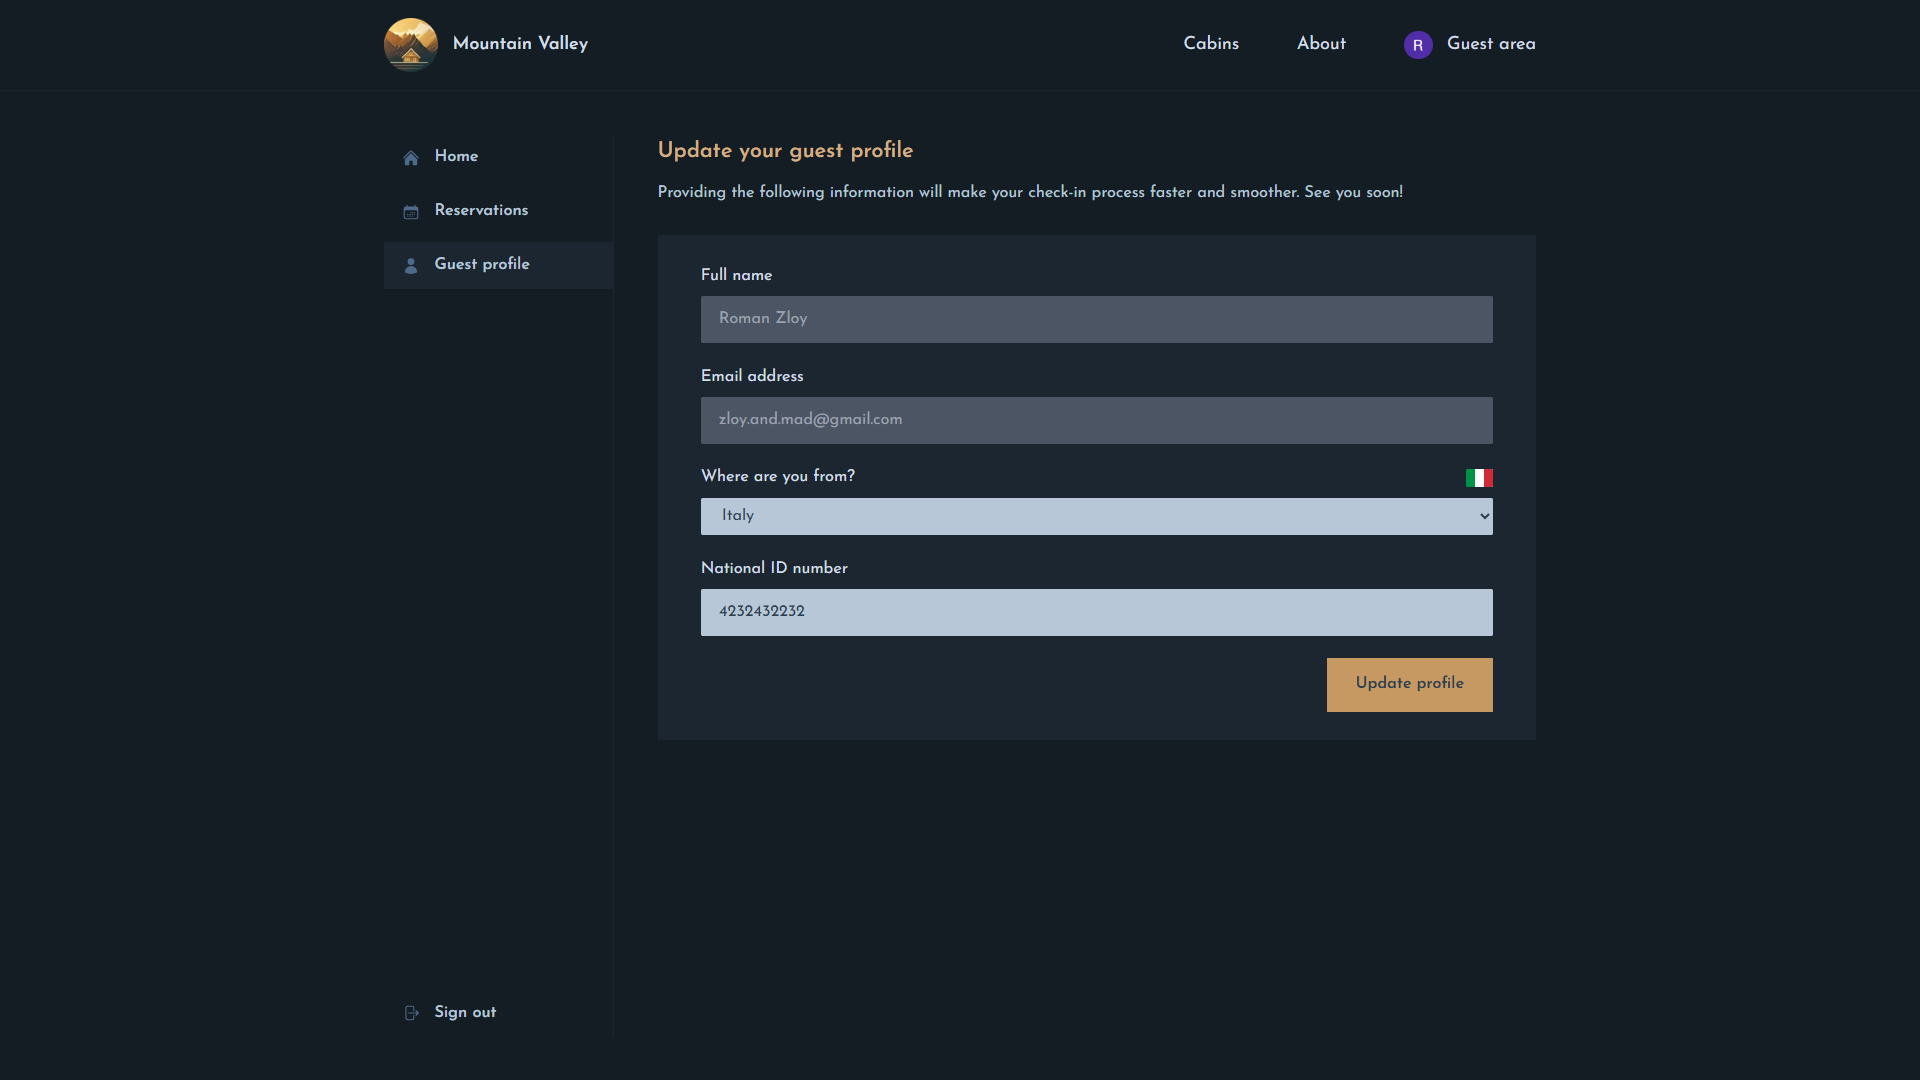 Mountain Valley
Cabins
About
R
Guest area
Home
Reservations
Guest profile
Sign out
Update your guest profile
Providing the following information will make your check-in process faster and smoother. See you soon!
Full name
Roman Zloy
Email address
zloy.and.mad@gmail.com
Where are you from?
Italy
National ID number
4232432232
Update profile